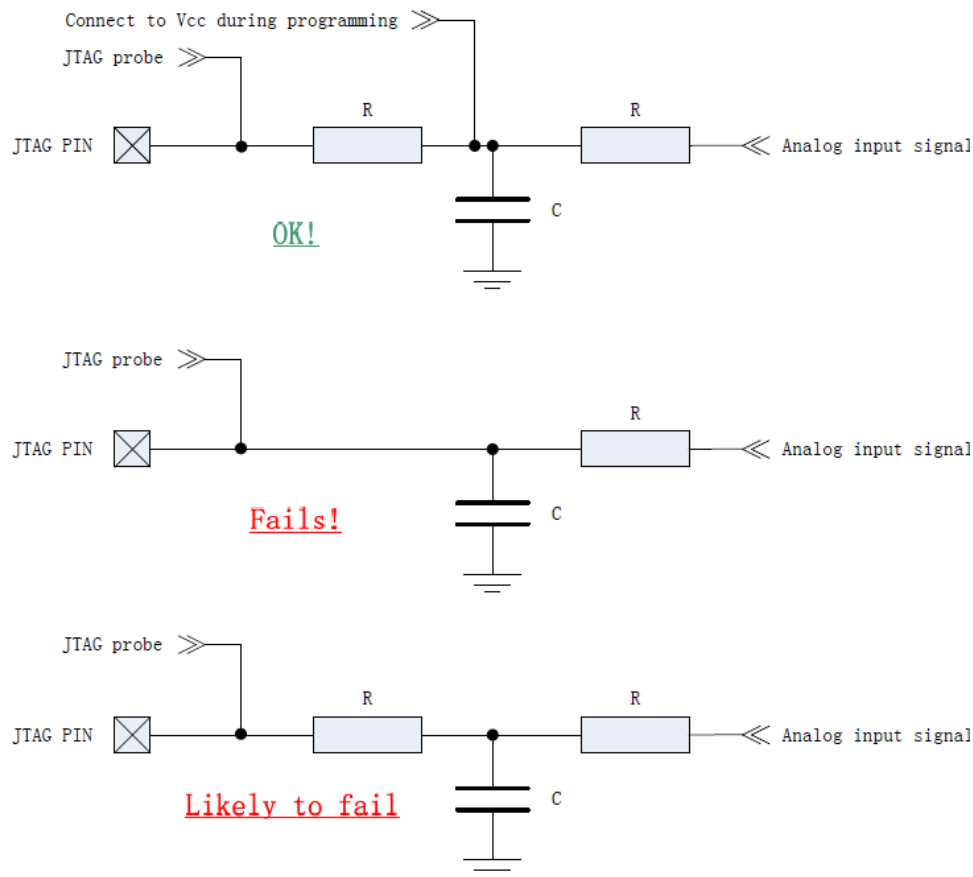 Connect to Vcc during programming
JTAG probe
R
R
JTAG PIN
Analog input signal
C
OK!
JTAG probe
R
JTAG PIN
Analog input signal
C
Fails!
JTAG probe
R
R
JTAG PIN
Analog input signal
C
Likely to fail